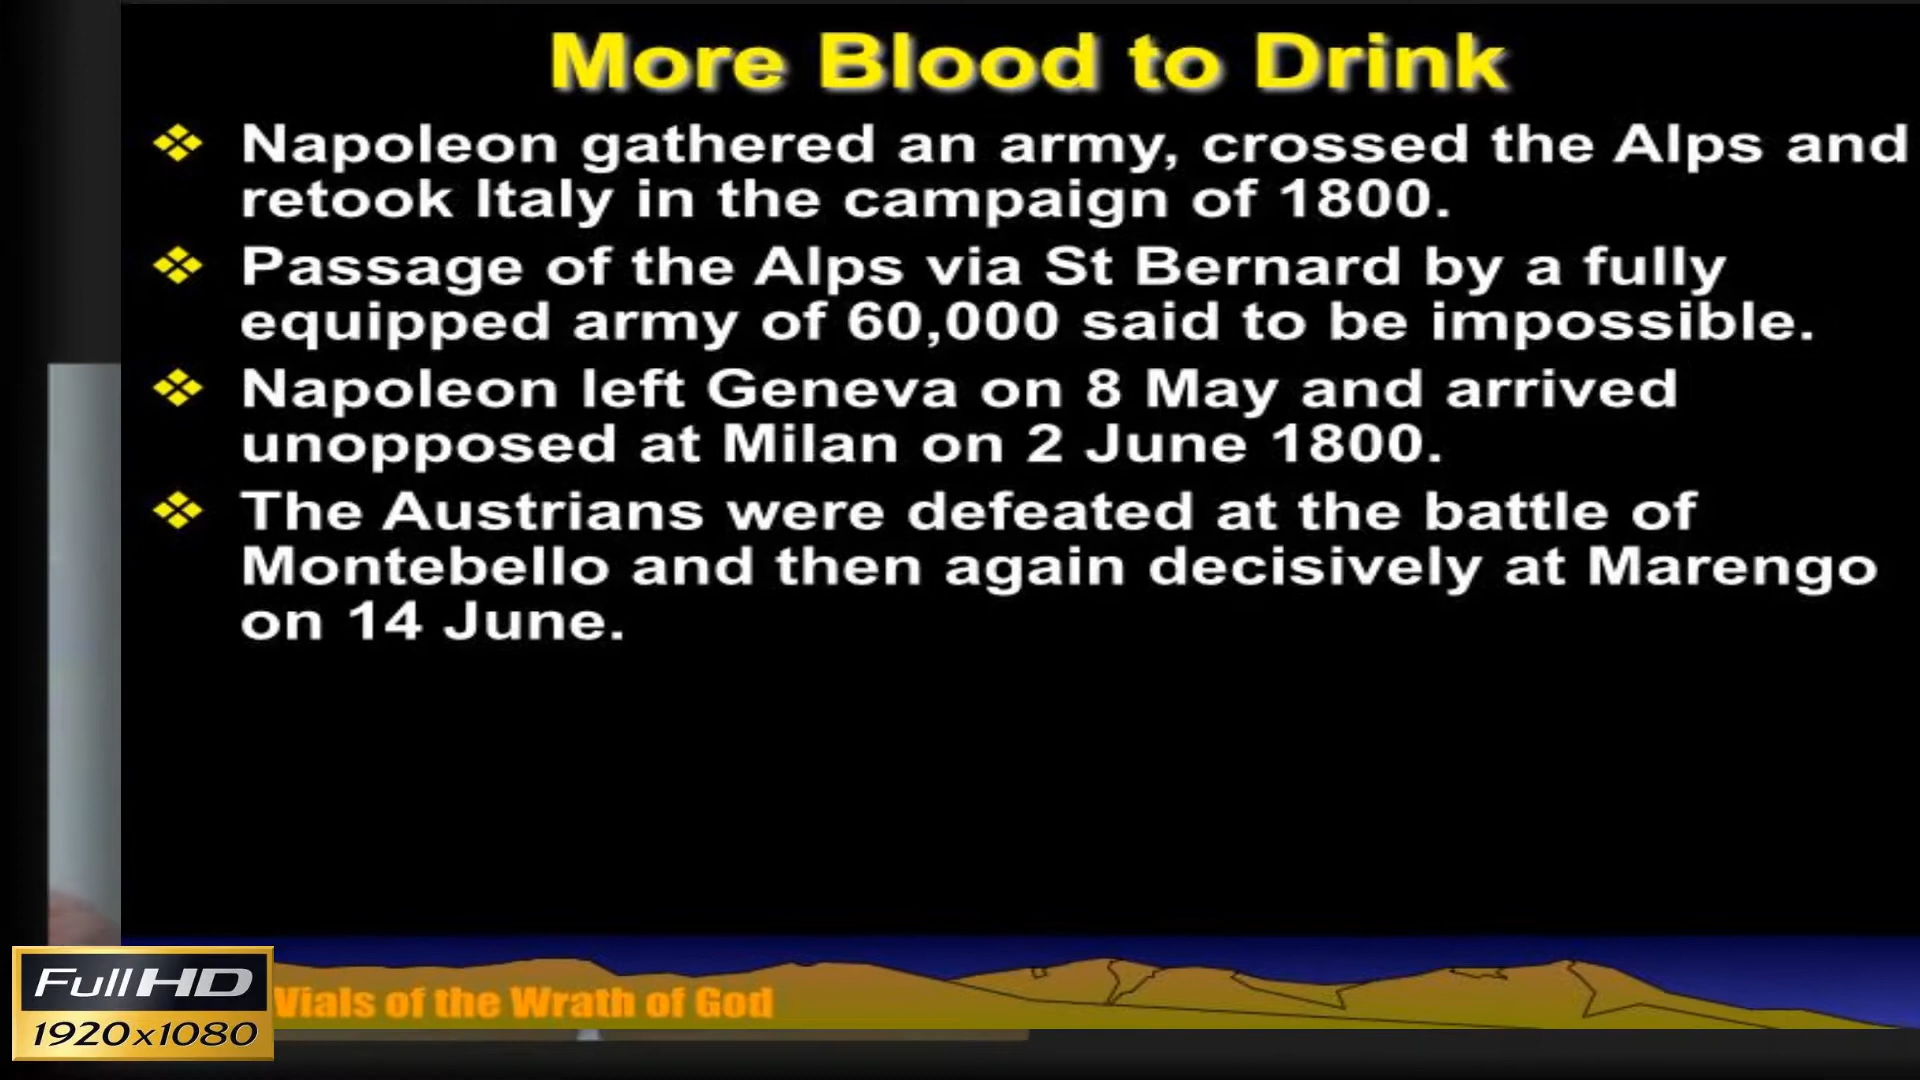 More Blood to Drink
Napoleon gathered an army, crossed the Alps and
retook Italy in the campaign of 1800.
Passage of the Alps via St Bernard by a fully
equipped army of 60,000 said to be impossible.
Napoleon left Geneva on 8 May and arrived
unopposed at Milan on 2 June 1800.
The Austrians were defeated at the battle of
Montebello and then again decisively at Marengo
on 14 June.
Vials of the Wrath of God
Full HD
1920x1080